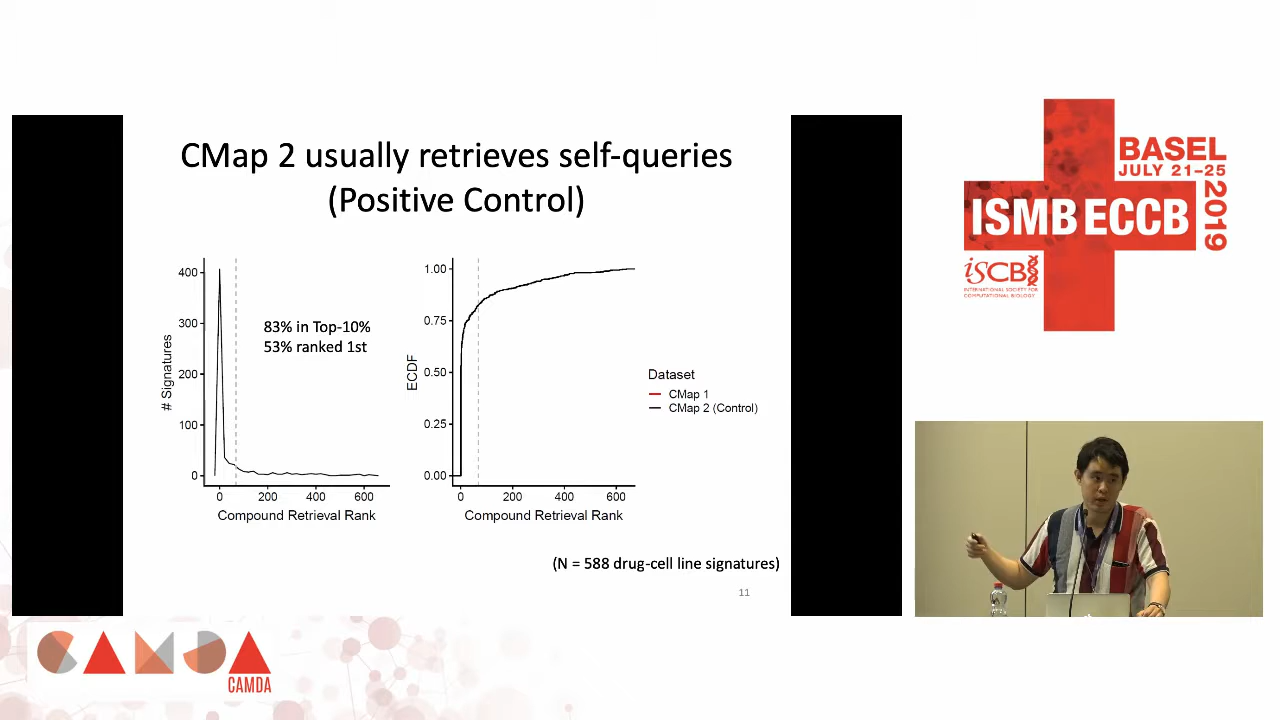 CMap 2 usually retrieves self-queries
(Positive Control)
# Signatures
400
300
200
100
0
83% in Top-10%
53% ranked 1st
0
200
400
600
Compound Retrieval Rank
ECDF
1.00
0.75
0.50
0.25
0.00
0
200
400
600
Compound Retrieval Rank
Dataset
CMap 1
CMap 2 (Control)
(N = 588 drug-cell line signatures)
11
BASEL
JULY 21–25
2019
ISMB ECCB
iSCB
INTERNATIONAL SOCIETY FOR
COMPUTATIONAL BIOLOGY
CAMDA
CAMDA